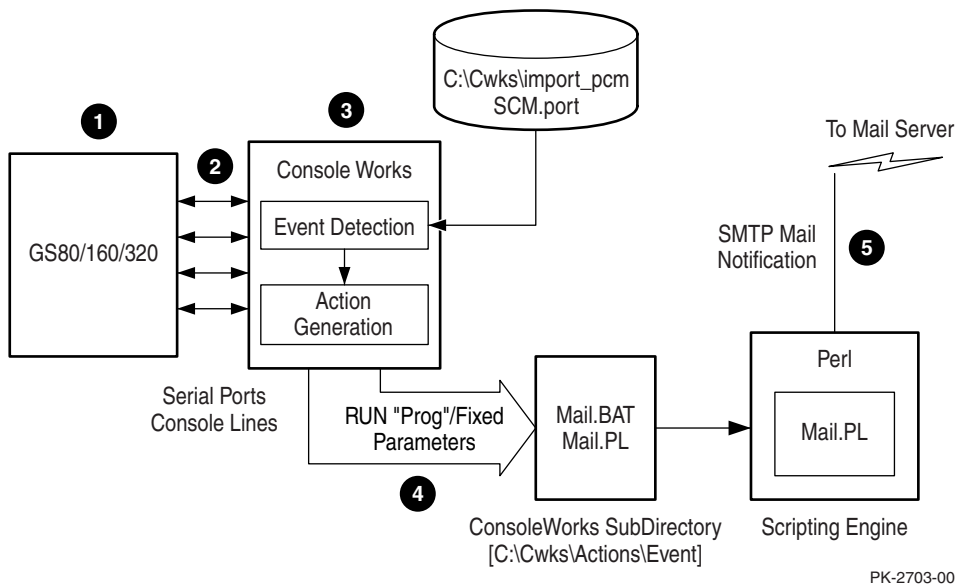 C:\Cwks\import_pcm
SCM.port
1
2
3
To Mail Server
Console Works
Event Detection
GS80/160/320
SMTP Mail
Notification
5
Action
Generation
Serial Ports
Console Lines
RUN "Prog"/Fixed
Parameters
4
Mail.BAT
Mail.PL
Perl
Mail.PL
ConsoleWorks SubDirectory
[C:\Cwks\Actions\Event]
Scripting Engine
PK-2703-00